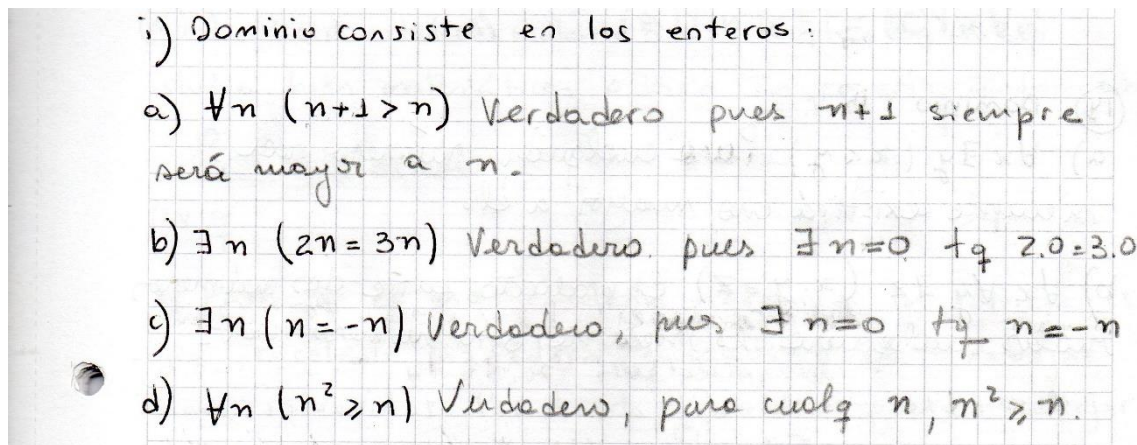 i) Dominio consiste en los enteros:
a) ∀n (n+1 > n) Verdadero pues n+1 siempre
será mayor a n.
b) ∃n (2n = 3n) Verdadero pues ∃ n=0 tq 2.0=3.0
c) ∃n (n = -n) Verdadero, pues ∃ n=0 tq n = -n
d) ∀n (n² ⩾ n) Verdadero, para cualq n, n² ⩾ n.